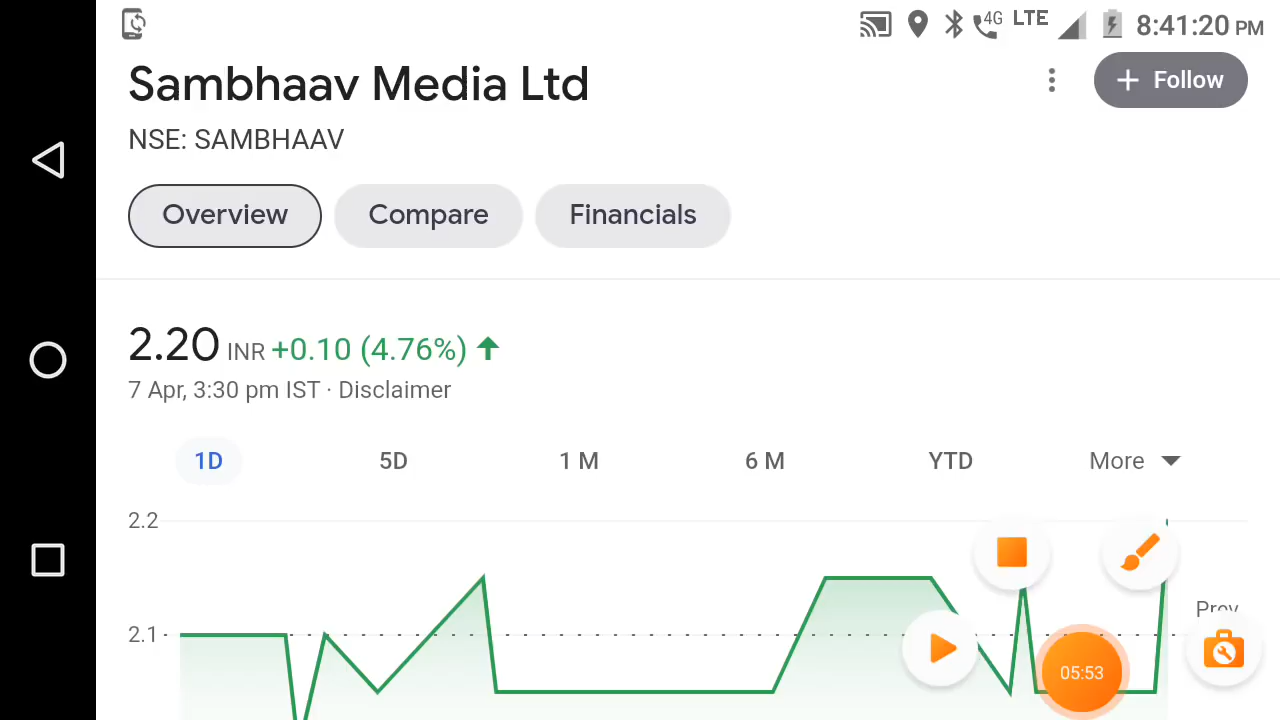 4G LTE 8:41:20 PM
Sambhaav Media Ltd
+ Follow
NSE: SAMBHAAV
Overview Compare Financials
2.20 INR +0.10 (4.76%)
7 Apr, 3:30 pm IST · Disclaimer
1D 5D 1 M 6 M YTD More
2.2
Prev
2.1
05:53